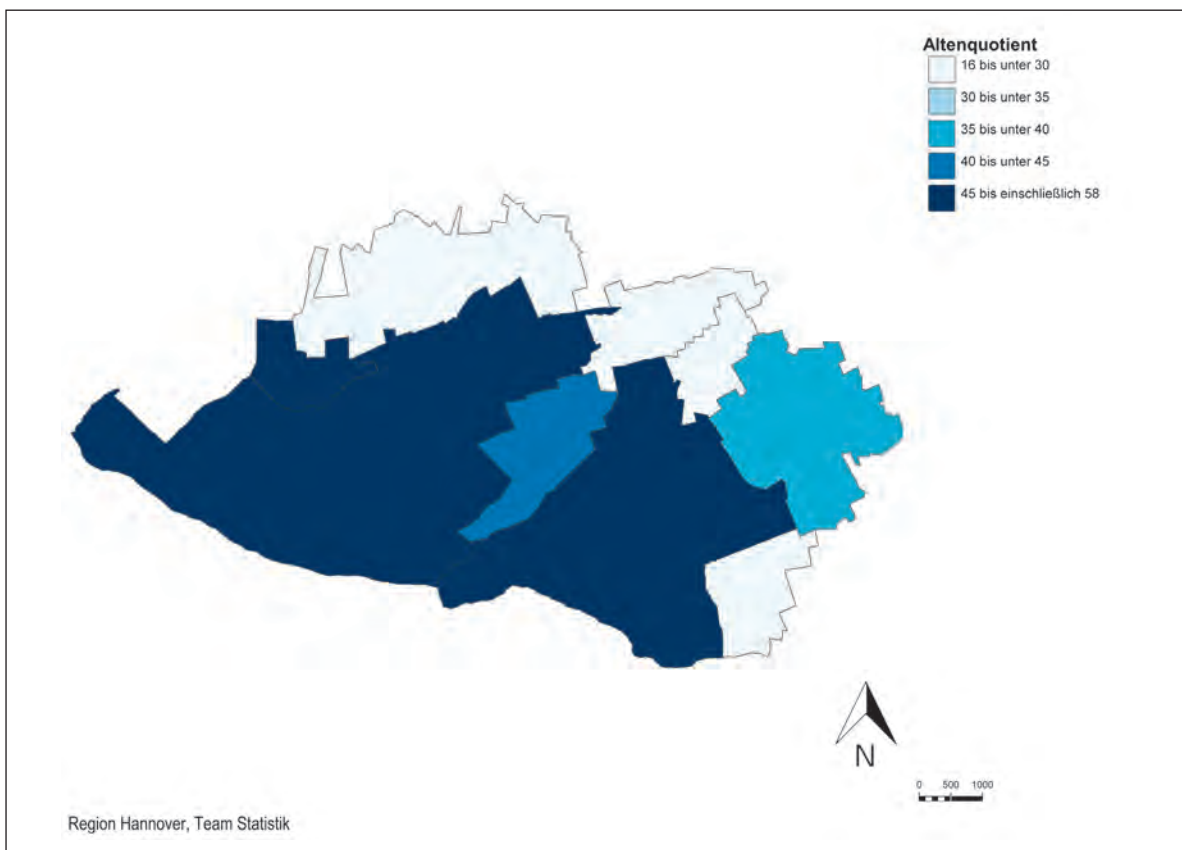 Altenquotient
16 bis unter 30
30 bis unter 35
35 bis unter 40
40 bis unter 45
45 bis einschließlich 58
N
0 500 1000
Region Hannover, Team Statistik